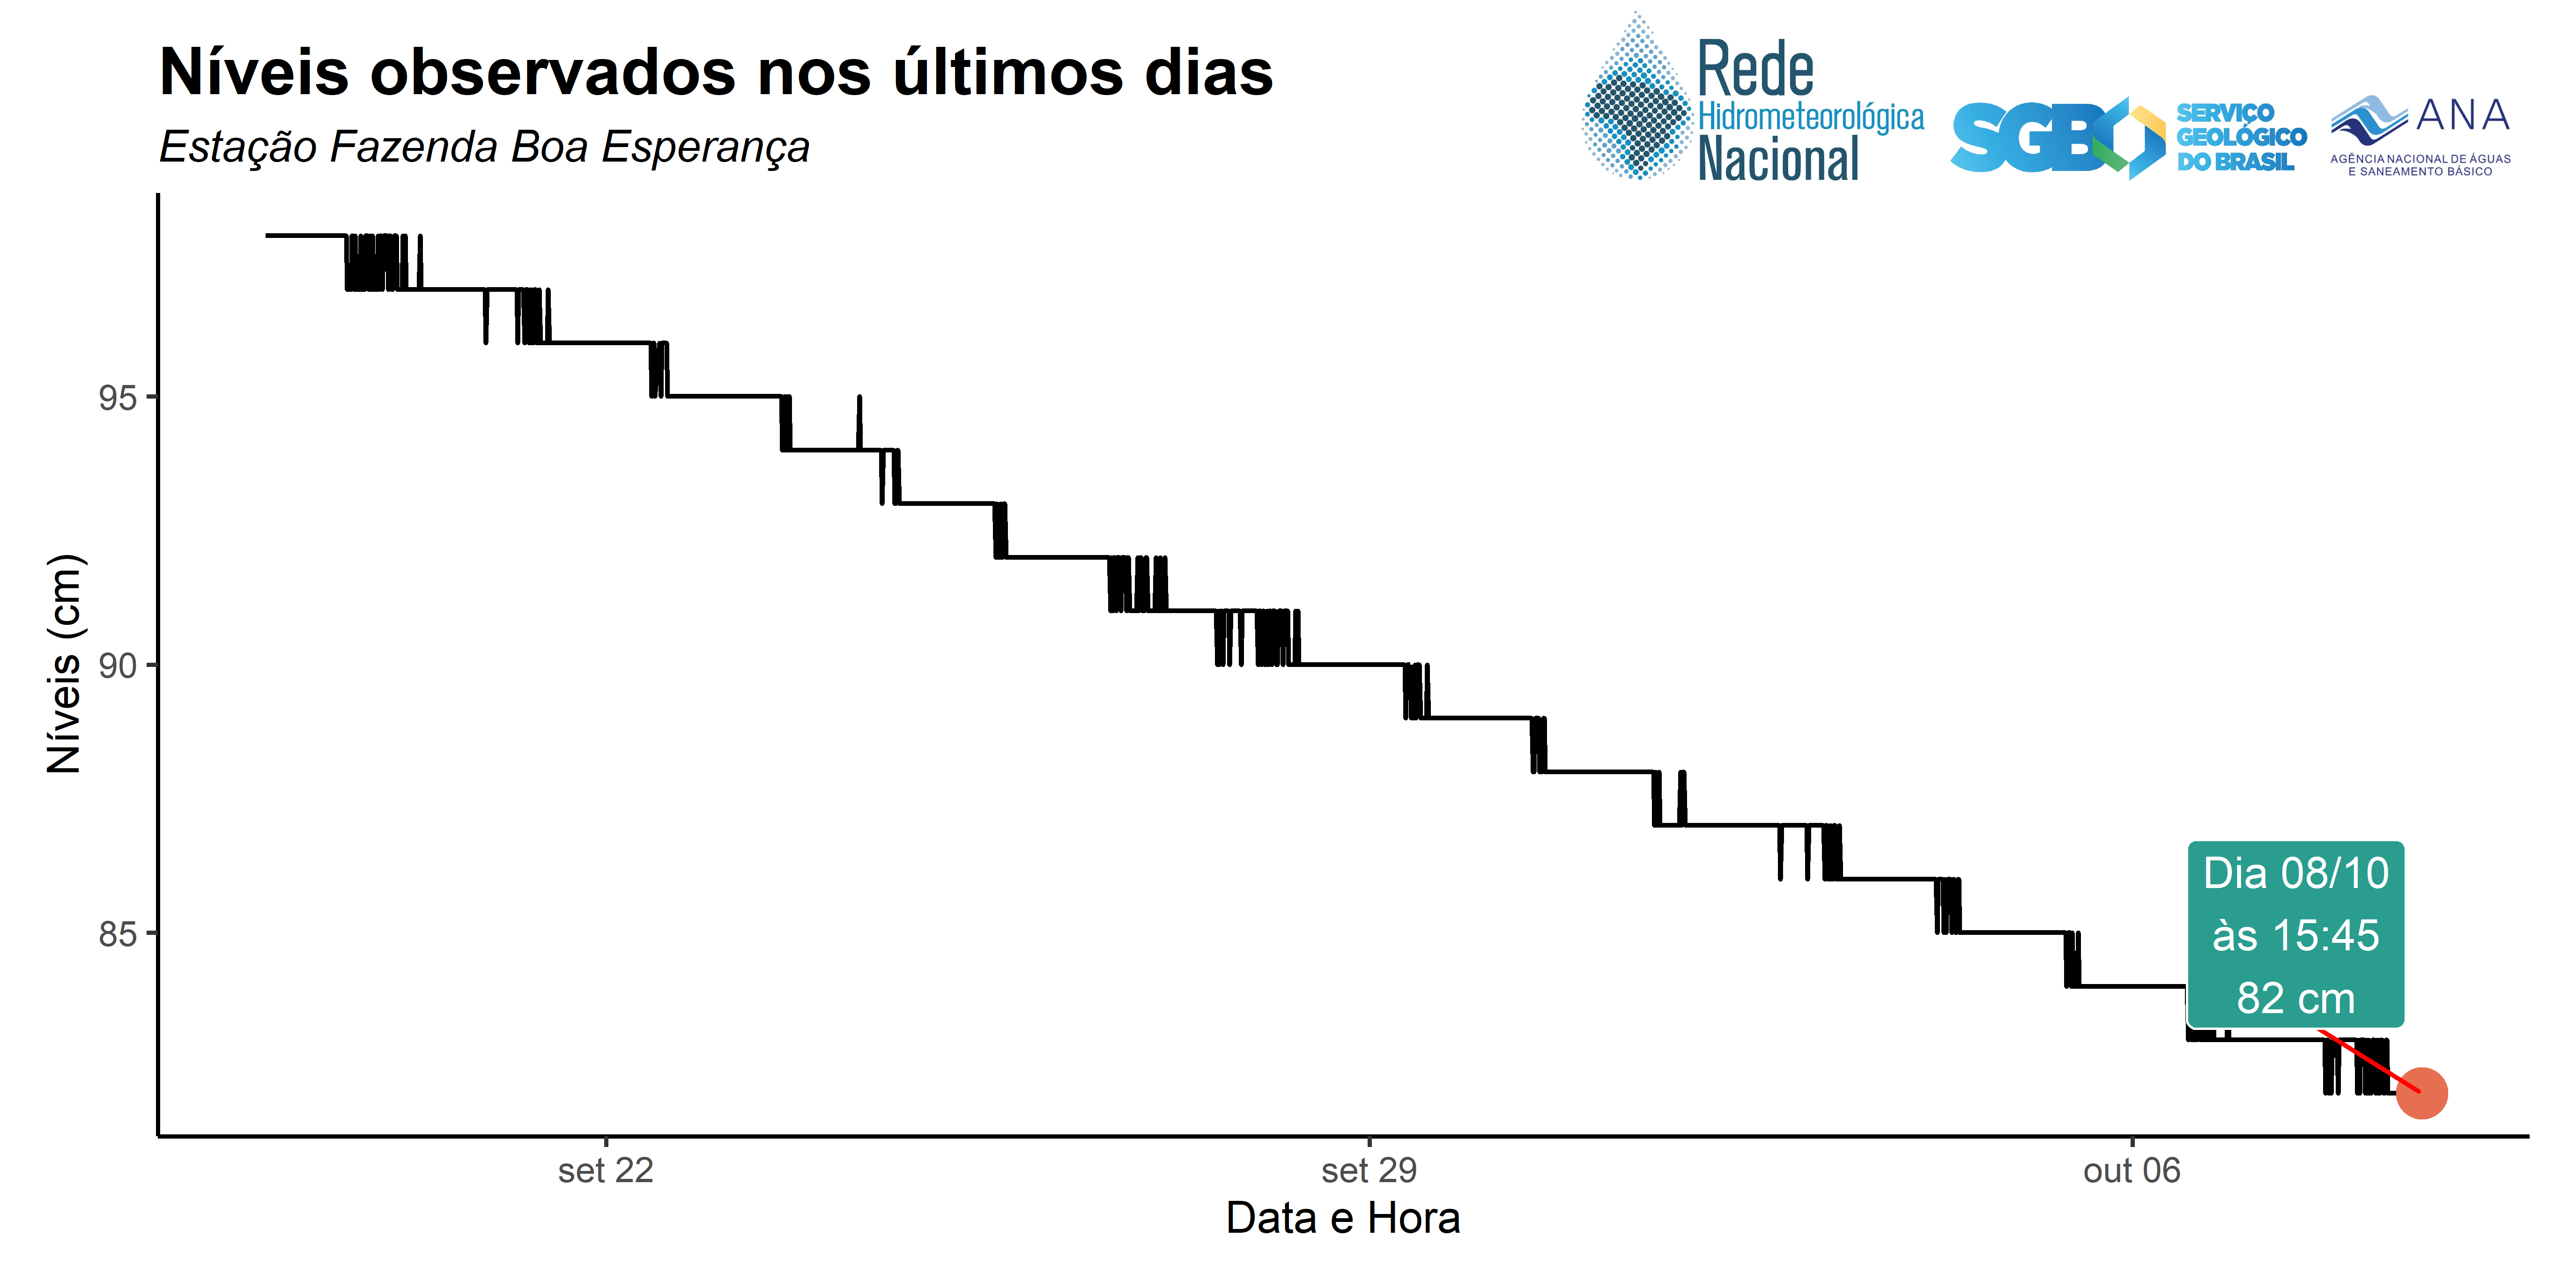 Níveis observados nos últimos dias
Estação Fazenda Boa Esperança
Rede
Hidrometeorológica
Nacional
SGB
SERVIÇO
GEOLÓGICO
DO BRASIL
ANA
AGÊNCIA NACIONAL DE ÁGUAS
E SANEAMENTO BÁSICO
Níveis (cm)
95
90
85
Dia 08/10
às 15:45
82 cm
set 22
set 29
out 06
Data e Hora